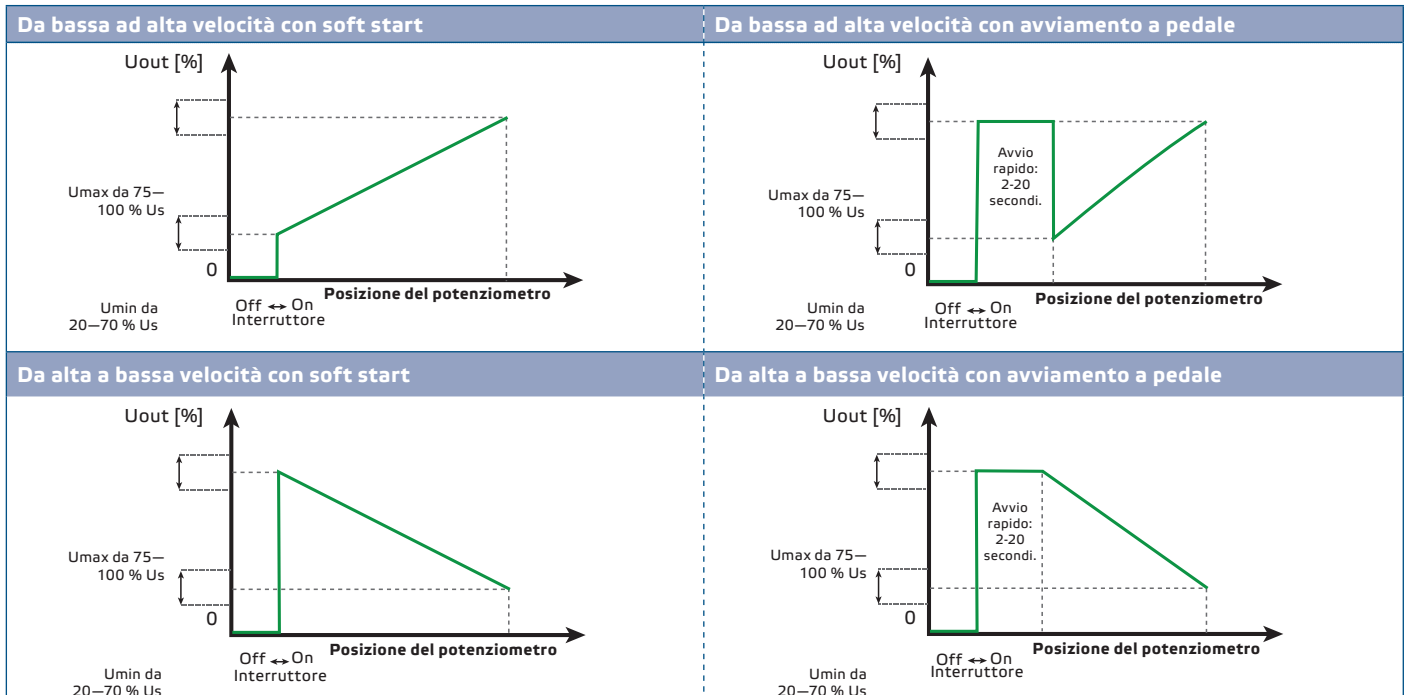 Da bassa ad alta velocità con soft start
Uout [%]
Umax da 75—
100 % Us
0
Umin da
20—70 % Us
Off ↔ On
Interruttore
Posizione del potenziometro
Da bassa ad alta velocità con avviamento a pedale
Uout [%]
Avvio
rapido:
2-20
secondi.
Umax da 75—
100 % Us
0
Umin da
20—70 % Us
Off ↔ On
Interruttore
Posizione del potenziometro
Da alta a bassa velocità con soft start
Uout [%]
Umax da 75—
100 % Us
0
Umin da
20—70 % Us
Off ↔ On
Interruttore
Posizione del potenziometro
Da alta a bassa velocità con avviamento a pedale
Uout [%]
Avvio
rapido:
2-20
secondi.
Umax da 75—
100 % Us
0
Umin da
20—70 % Us
Off ↔ On
Interruttore
Posizione del potenziometro